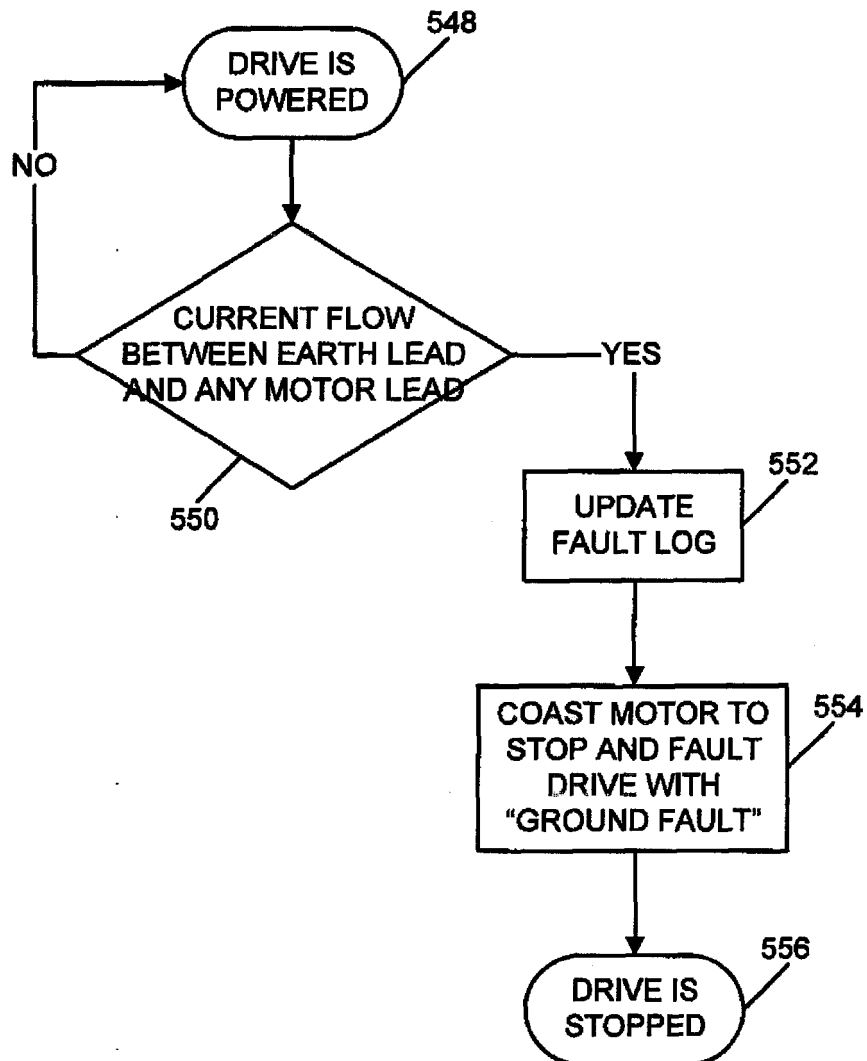 548
DRIVE IS
POWERED
NO
CURRENT FLOW
BETWEEN EARTH LEAD
AND ANY MOTOR LEAD
YES
550
552
UPDATE
FAULT LOG
554
COAST MOTOR TO
STOP AND FAULT
DRIVE WITH
“GROUND FAULT”
556
DRIVE IS
STOPPED